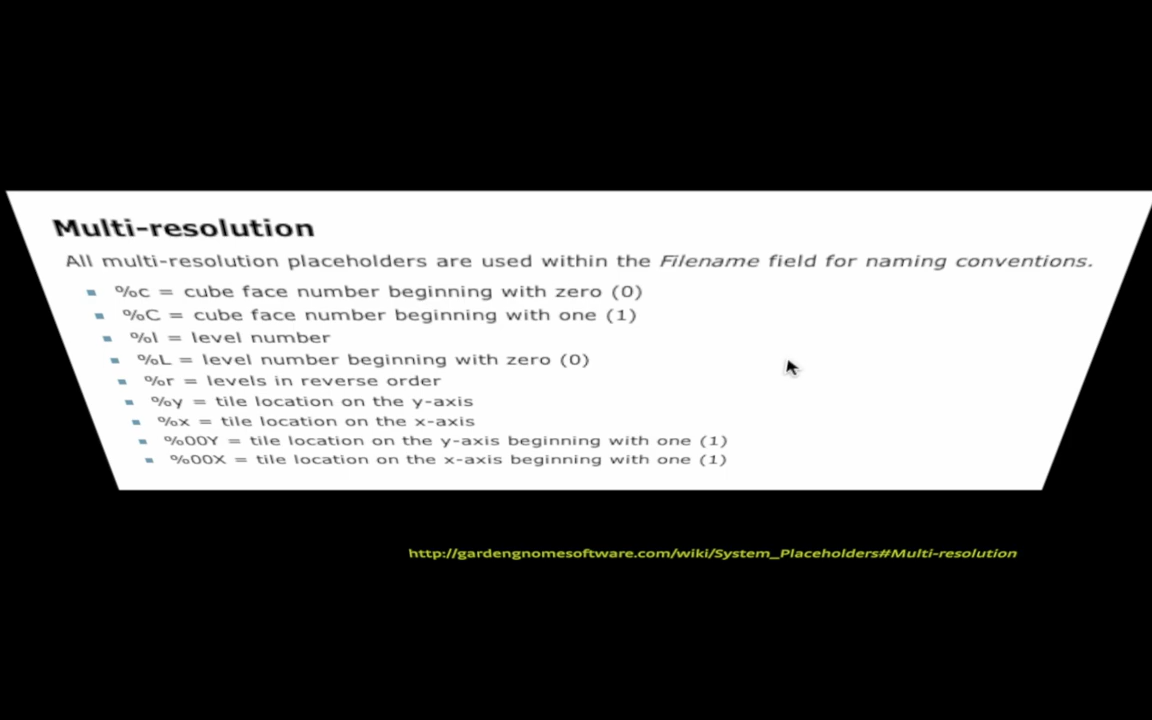 Multi-resolution
All multi-resolution placeholders are used within the Filename field for naming conventions.
%c = cube face number beginning with zero (0)
%C = cube face number beginning with one (1)
%l = level number
%L = level number beginning with zero (0)
%r = levels in reverse order
%y = tile location on the y-axis
%x = tile location on the x-axis
%00Y = tile location on the y-axis beginning with one (1)
%00X = tile location on the x-axis beginning with one (1)
http://gardengnomesoftware.com/wiki/System_Placeholders#Multi-resolution